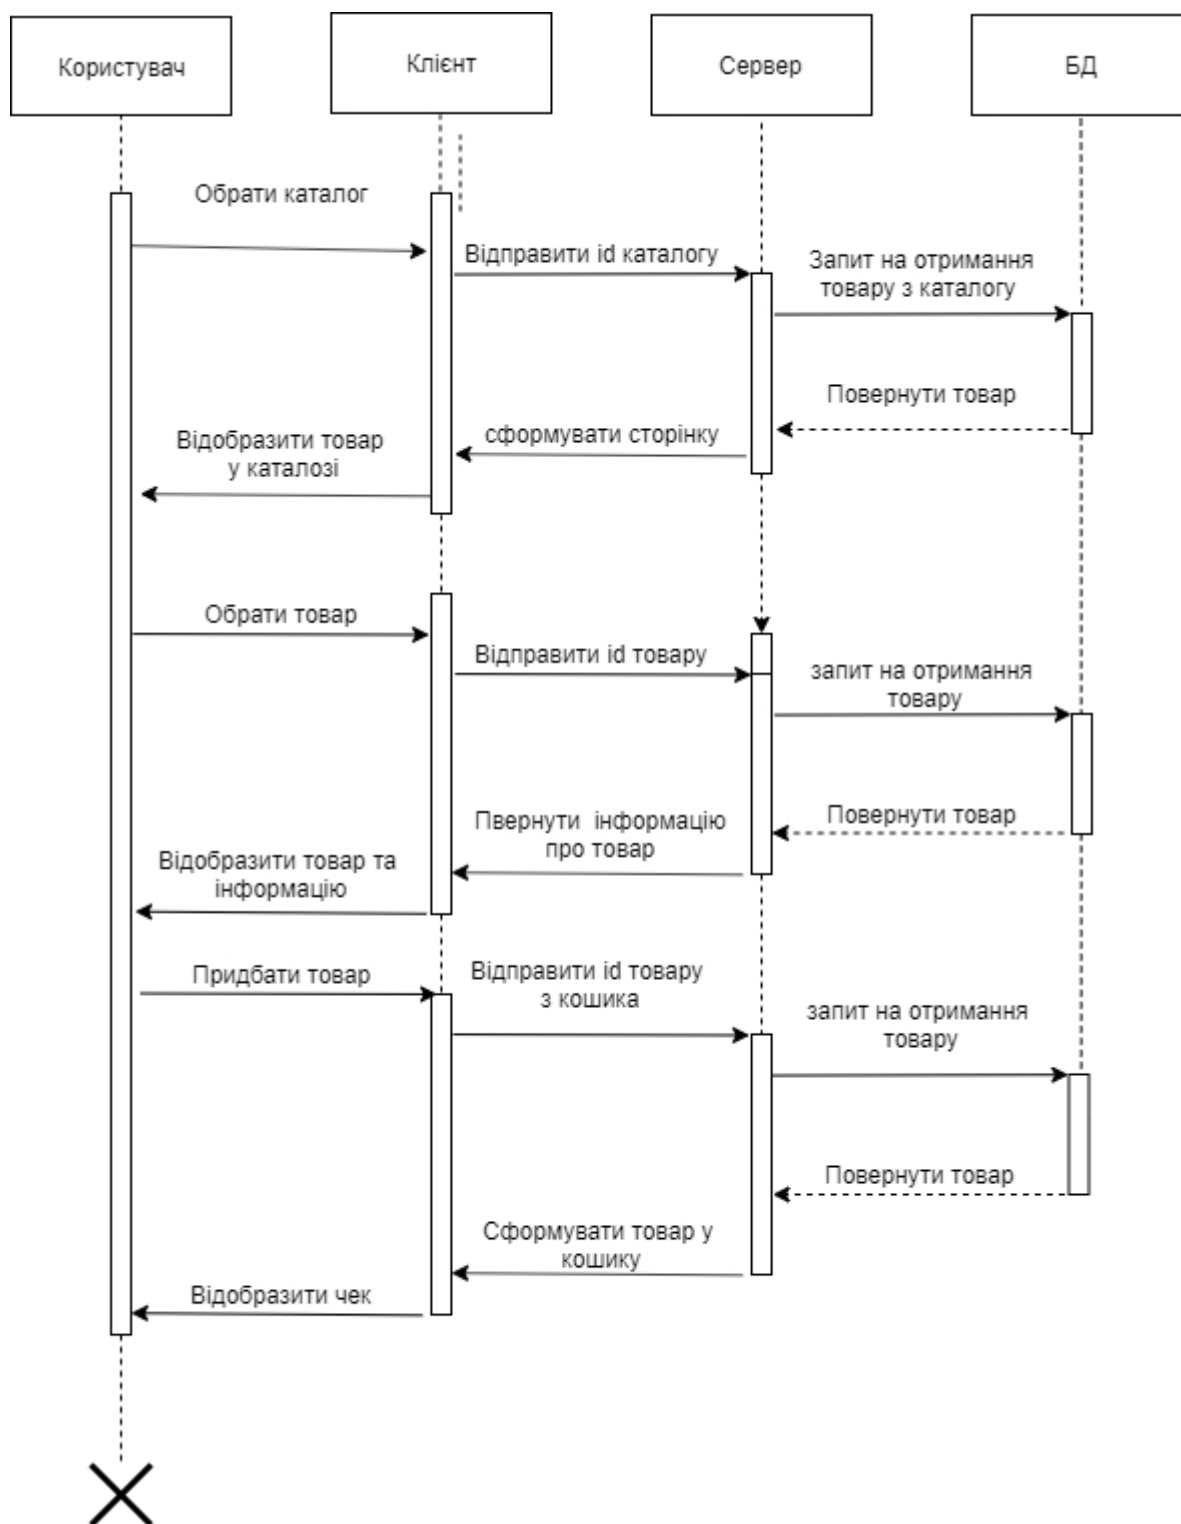 Користувач
Клієнт
Сервер
БД
Обрати каталог
Відправити id каталогу
Запит на отримання
товару з каталогу
Повернути товар
сформувати сторінку
Відобразити товар
у каталозі
Обрати товар
Відправити id товару
запит на отримання
товару
Повернути товар
Пвернути інформацію
про товар
Відобразити товар та
інформацію
Придбати товар
Відправити id товару
з кошика
запит на отримання
товару
Повернути товар
Сформувати товар у
кошику
Відобразити чек